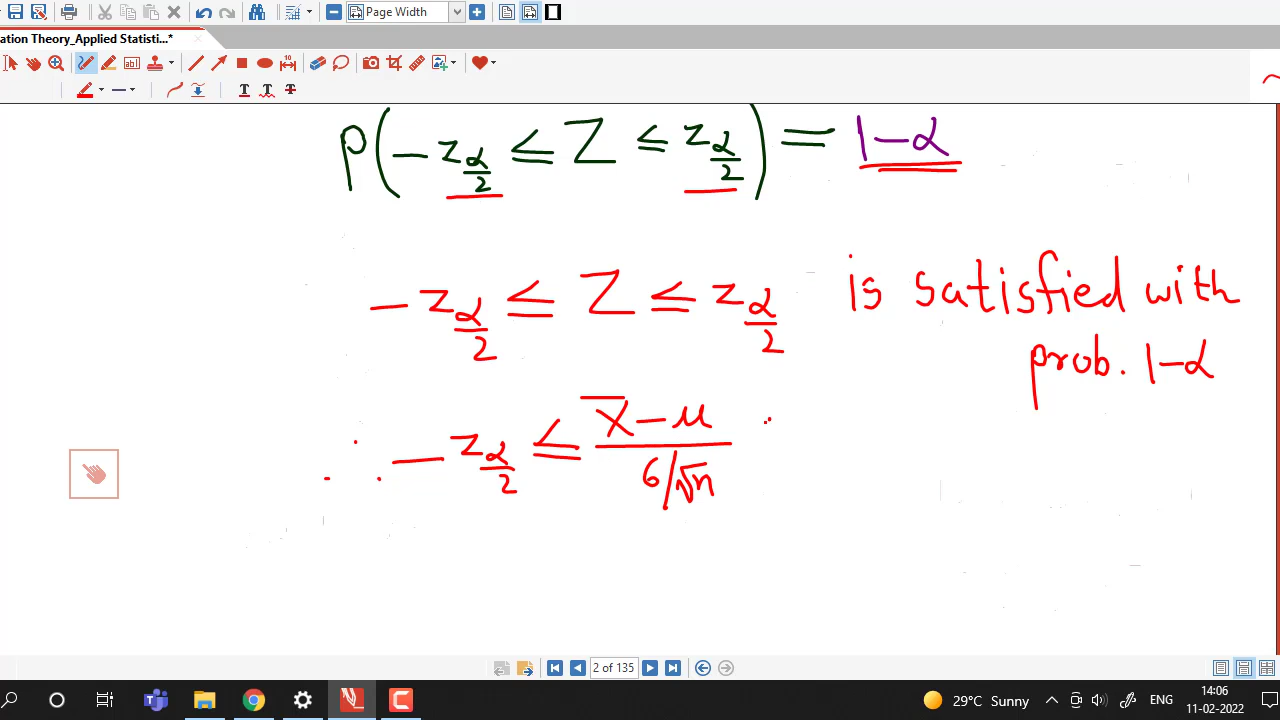 Page Width
ation Theory_Applied Statisti...*
10
T T T
P(-z_{α/2} ≤ Z ≤ z_{α/2}) = 1-α
-z_{α/2} ≤ Z ≤ z_{α/2} is satisfied with
prob. 1-α
∴ -z_{α/2} ≤ (X̅-μ)/(σ/√n)
2 of 135
29°C Sunny
ENG
14:06
11-02-2022